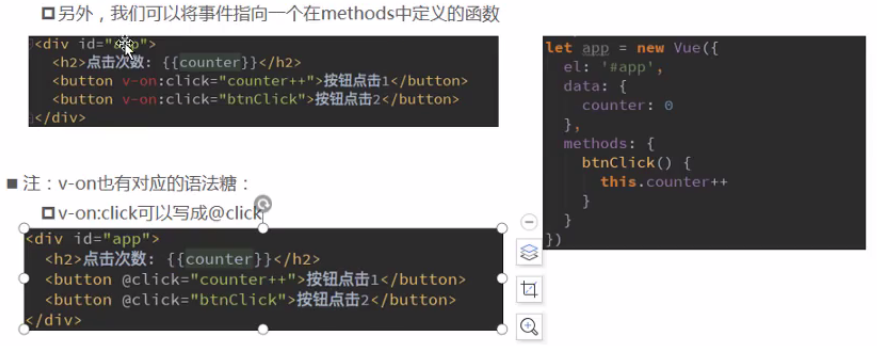 另外，我们可以将事件指向一个在methods中定义的函数
<div id="app">
<h2>点击次数: {{counter}}</h2>
<button v-on:click="counter++">按钮点击1</button>
<button v-on:click="btnClick">按钮点击2</button>
</div>
let app = new Vue({
el: '#app',
data: {
counter: 0
},
methods: {
btnClick() {
this.counter++
}
}
})
注：v-on也有对应的语法糖：
v-on:click可以写成@click
<div id="app">
<h2>点击次数: {{counter}}</h2>
<button @click="counter++">按钮点击1</button>
<button @click="btnClick">按钮点击2</button>
</div>